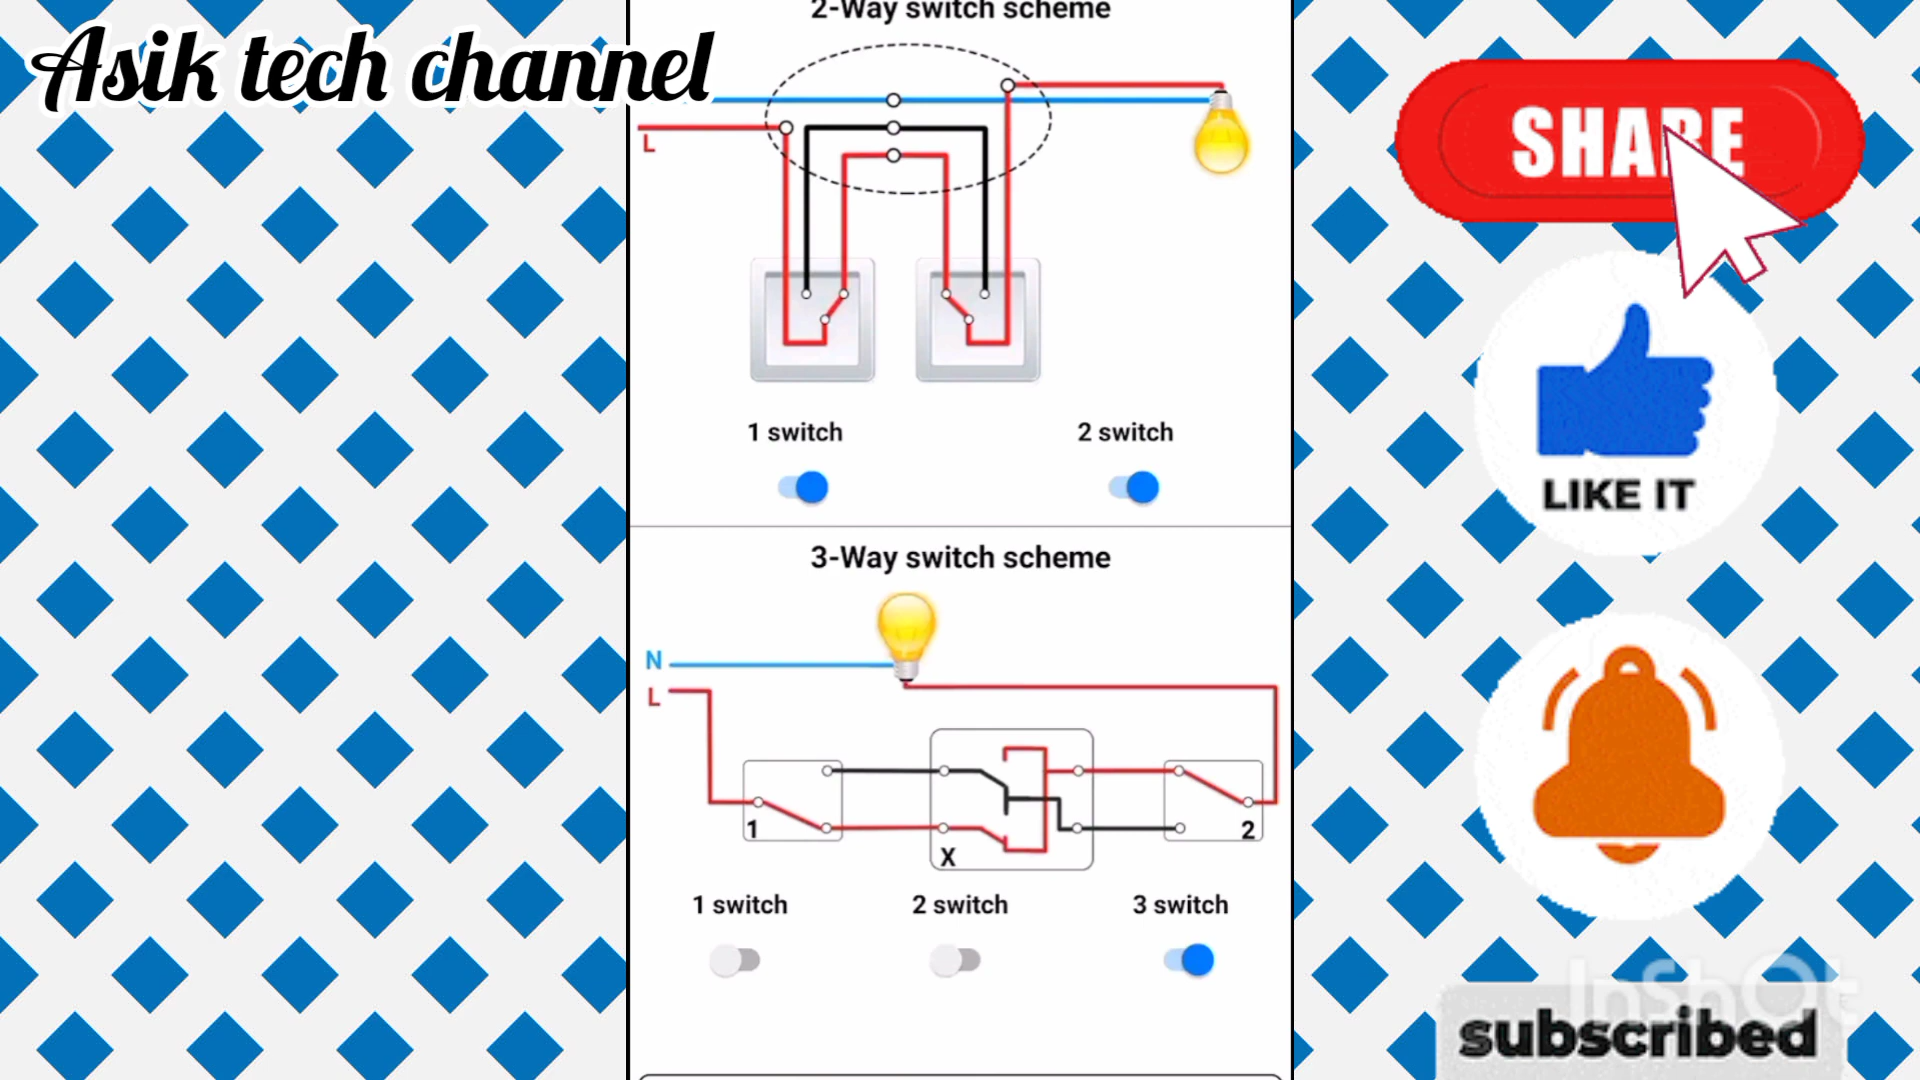 Asik tech channel
2-Way switch scheme
L
1 switch
2 switch
3-Way switch scheme
N
L
1
X
2
1 switch
2 switch
3 switch
SHARE
LIKE IT
InShOt
subscribed